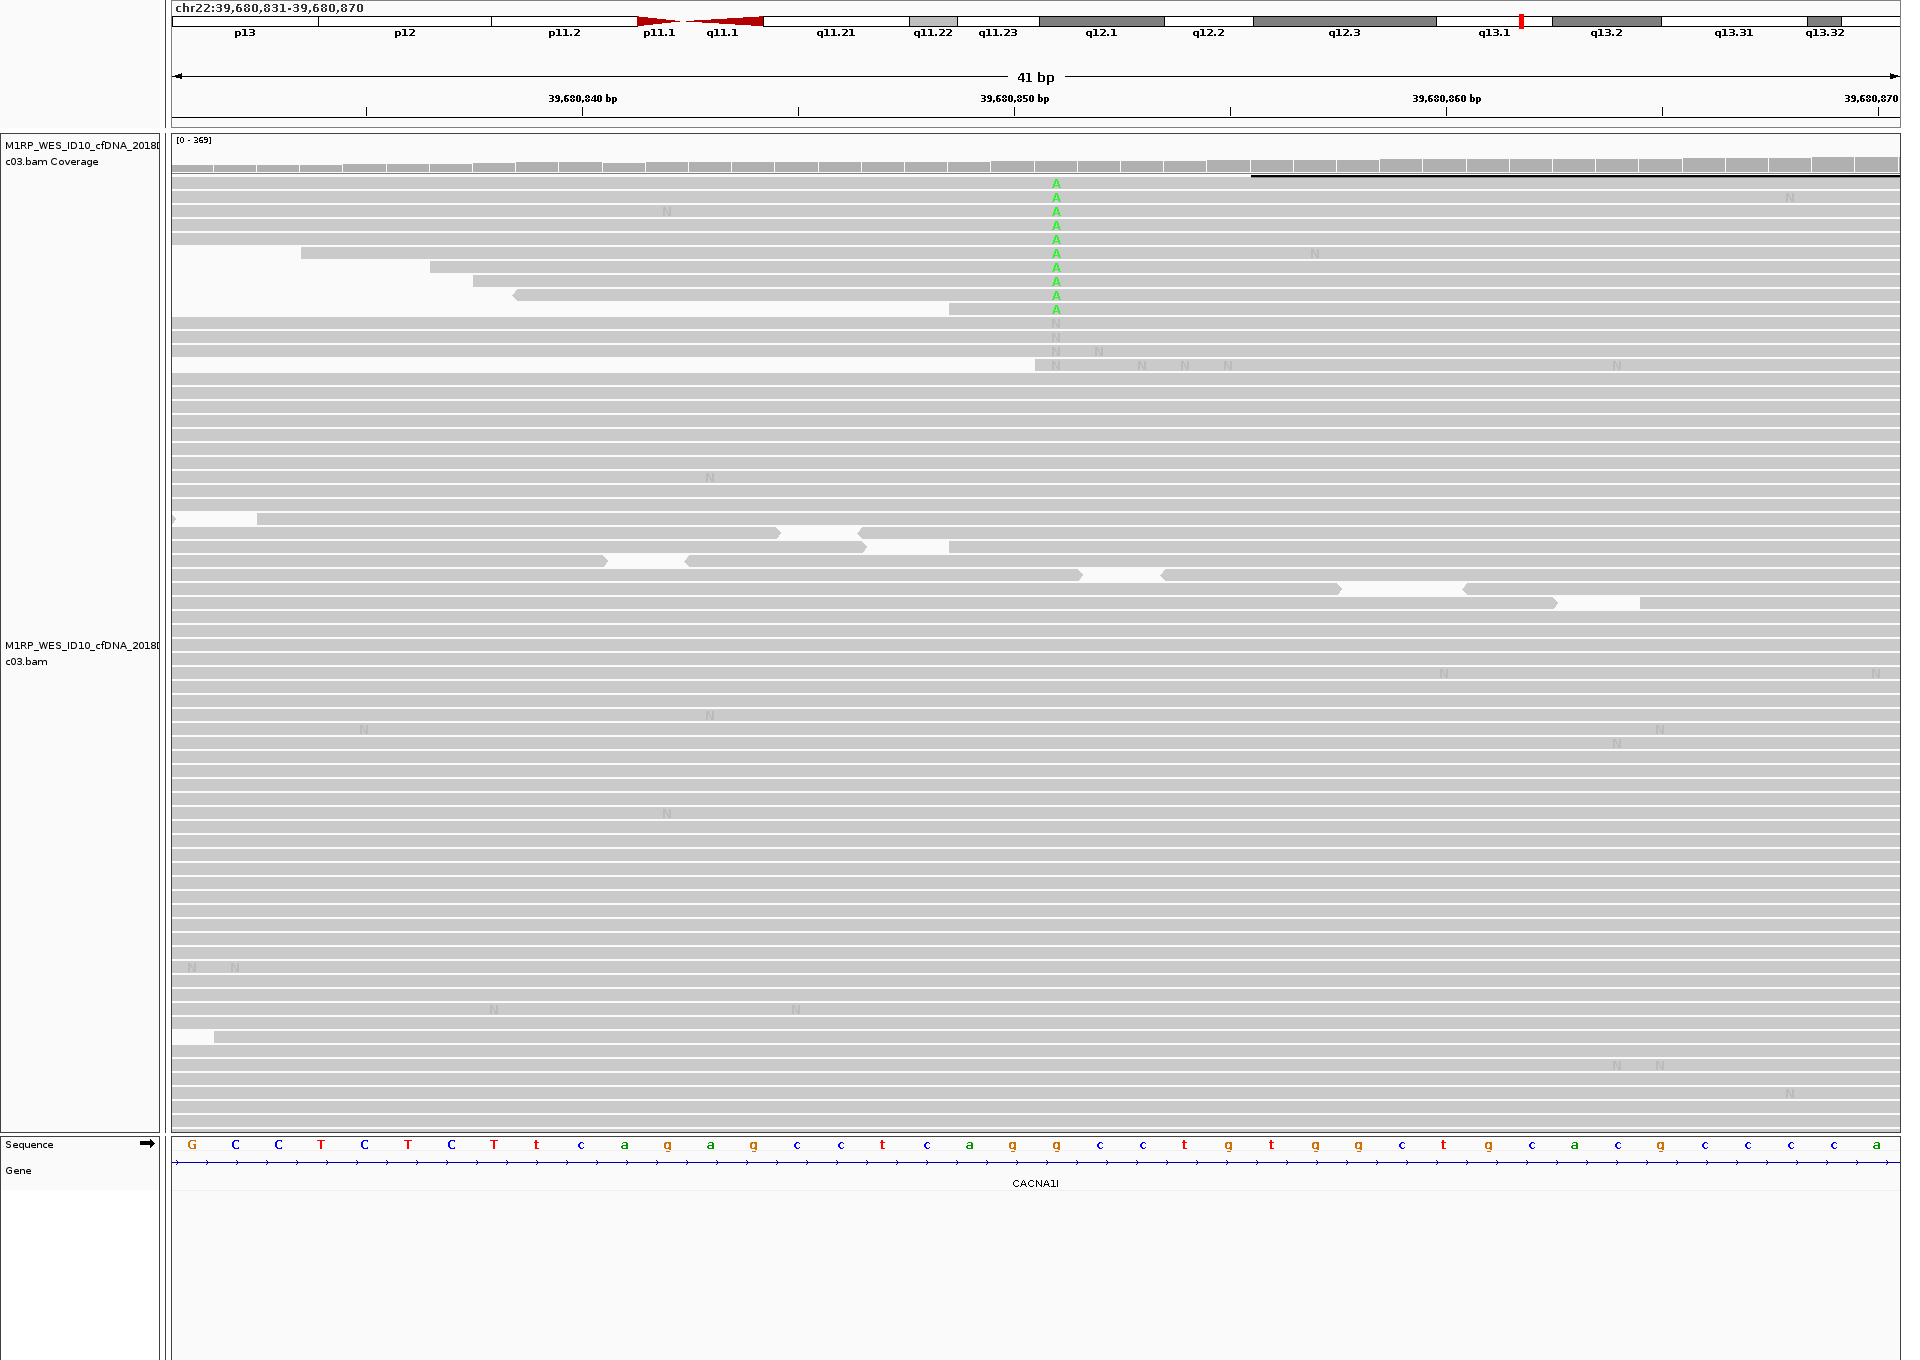 chr22:39,680,831-39,680,870
p13 p12 p11.2 p11.1 q11.1 q11.21 q11.22 q11.23 q12.1 q12.2 q12.3 q13.1 q13.2 q13.31 q13.32
41 bp
39,680,840 bp 39,680,850 bp 39,680,860 bp 39,680,870
[0 - 369]
M1RP_WES_ID10_cfDNA_2018
c03.bam Coverage
A
A N
N A
A
A
A N
A
A
A
A
N
N
N N
N N N N N
N
M1RP_WES_ID10_cfDNA_2018
c03.bam
N N
N
N N
N
N
N N
N N
N N
N
Sequence G C C T C T C T t c a g a g c c t c a g g c c t g t g g c t g c a c g c c c c a
Gene
CACNA1I